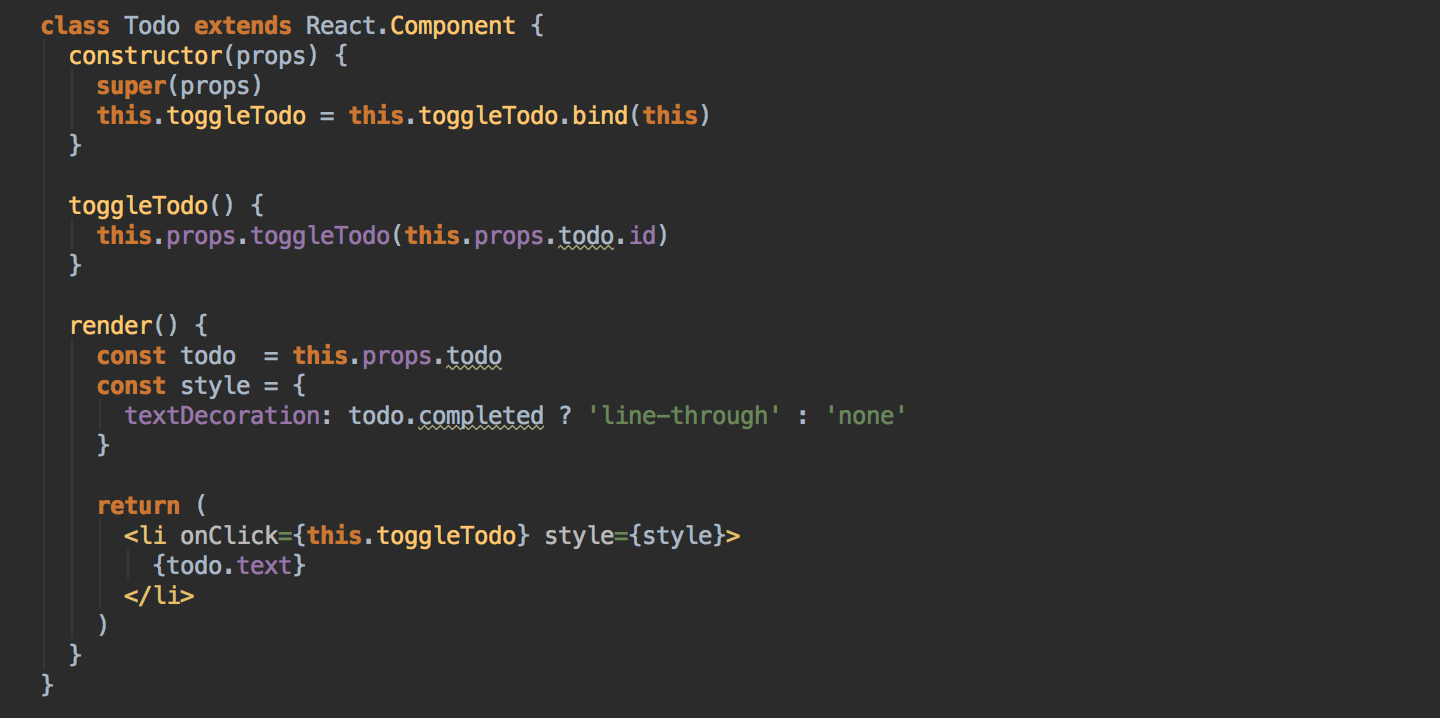 class Todo extends React.Component {
  constructor(props) {
    super(props)
    this.toggleTodo = this.toggleTodo.bind(this)
  }

  toggleTodo() {
    this.props.toggleTodo(this.props.todo.id)
  }

  render() {
    const todo  = this.props.todo
    const style = {
      textDecoration: todo.completed ? 'line-through' : 'none'
    }

    return (
      <li onClick={this.toggleTodo} style={style}>
        {todo.text}
      </li>
    )
  }
}